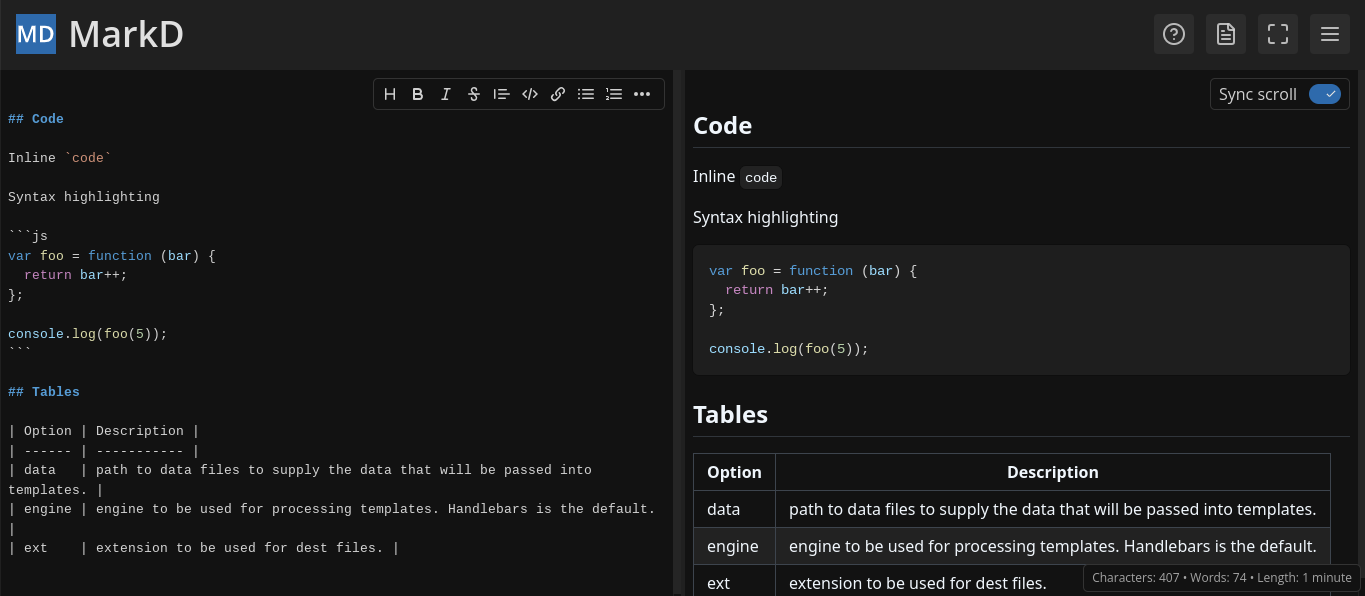 MD MarkD
## Code
Inline `code`
Syntax highlighting
```js
var foo = function (bar) {
  return bar++;
};
console.log(foo(5));
```
## Tables
| Option | Description |
| ------ | ----------- |
| data   | path to data files to supply the data that will be passed into
templates. |
| engine | engine to be used for processing templates. Handlebars is the default.
|
| ext    | extension to be used for dest files. |
Sync scroll
Code
Inline code
Syntax highlighting
var foo = function (bar) {
  return bar++;
};
console.log(foo(5));
Tables
Option Description
data path to data files to supply the data that will be passed into templates.
engine engine to be used for processing templates. Handlebars is the default.
ext extension to be used for dest files.
Characters: 407 • Words: 74 • Length: 1 minute